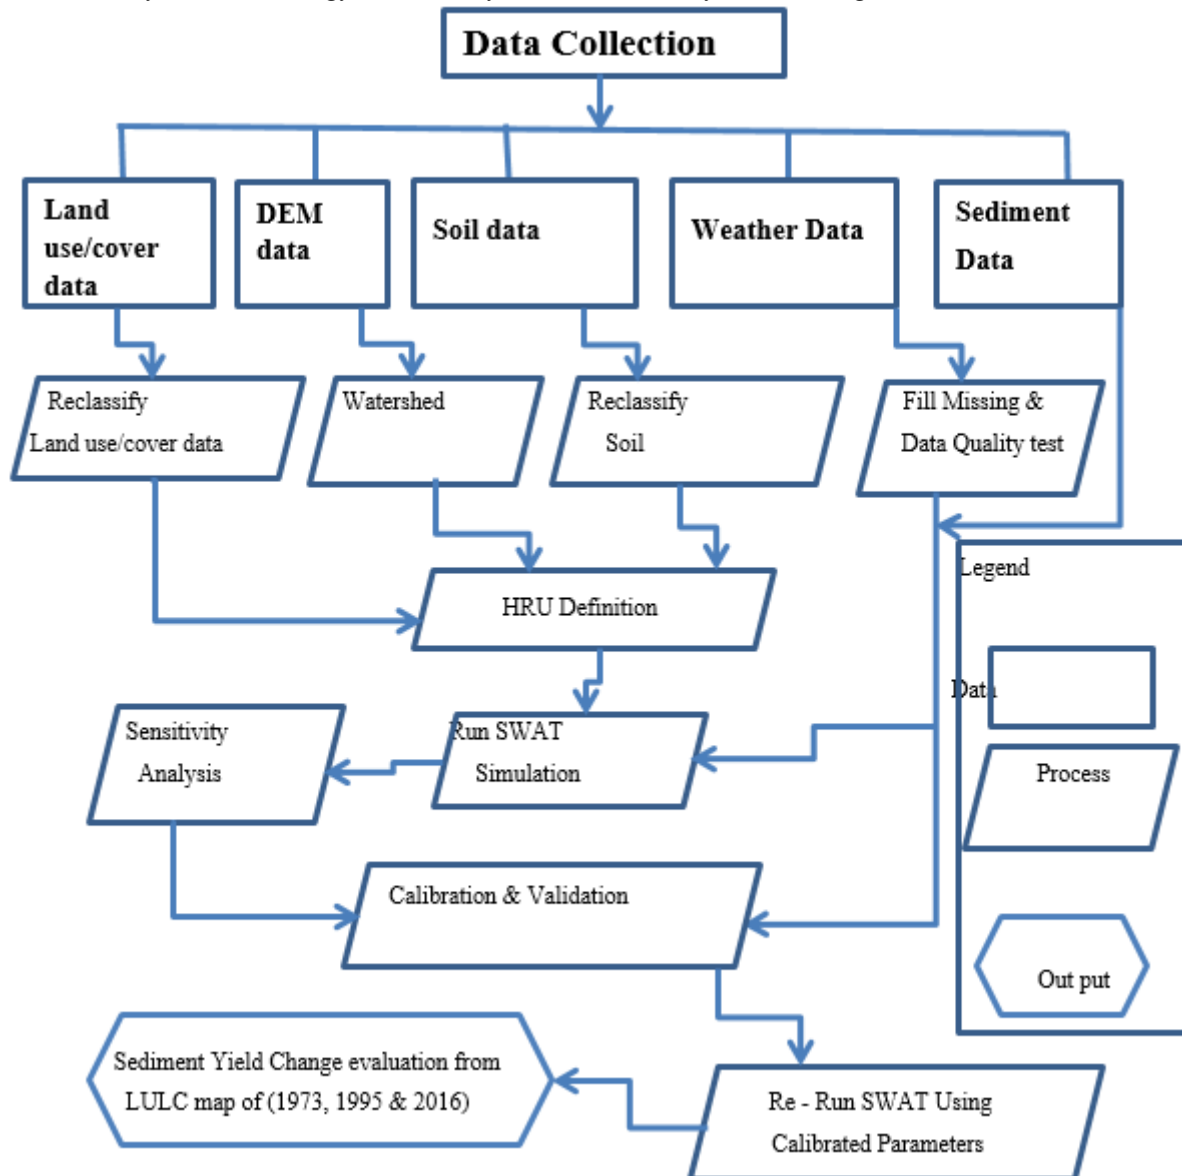 Data Collection
Land
use/cover
data
DEM
data
Soil data
Weather Data
Sediment
Data
Reclassify
Land use/cover data
Watershed
Reclassify
Soil
Fill Missing &
Data Quality test
Legend
HRU Definition
Data
Sensitivity
Analysis
Run SWAT
Simulation
Process
Calibration & Validation
Out put
Sediment Yield Change evaluation from
LULC map of (1973, 1995 & 2016)
Re - Run SWAT Using
Calibrated Parameters